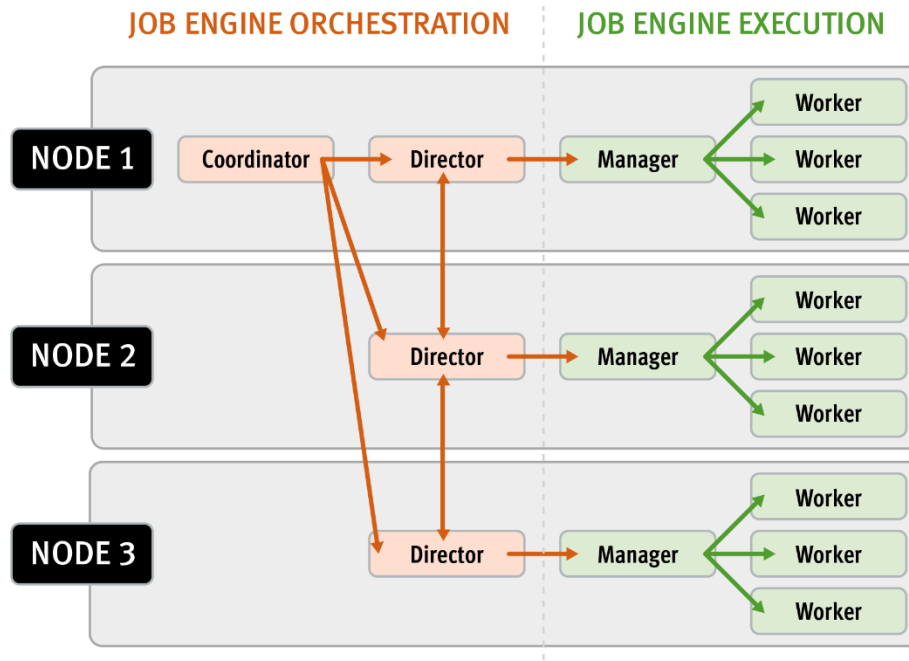 JOB ENGINE ORCHESTRATION
JOB ENGINE EXECUTION
NODE 1
Coordinator
Director
Manager
Worker
Worker
Worker
NODE 2
Director
Manager
Worker
Worker
Worker
NODE 3
Director
Manager
Worker
Worker
Worker